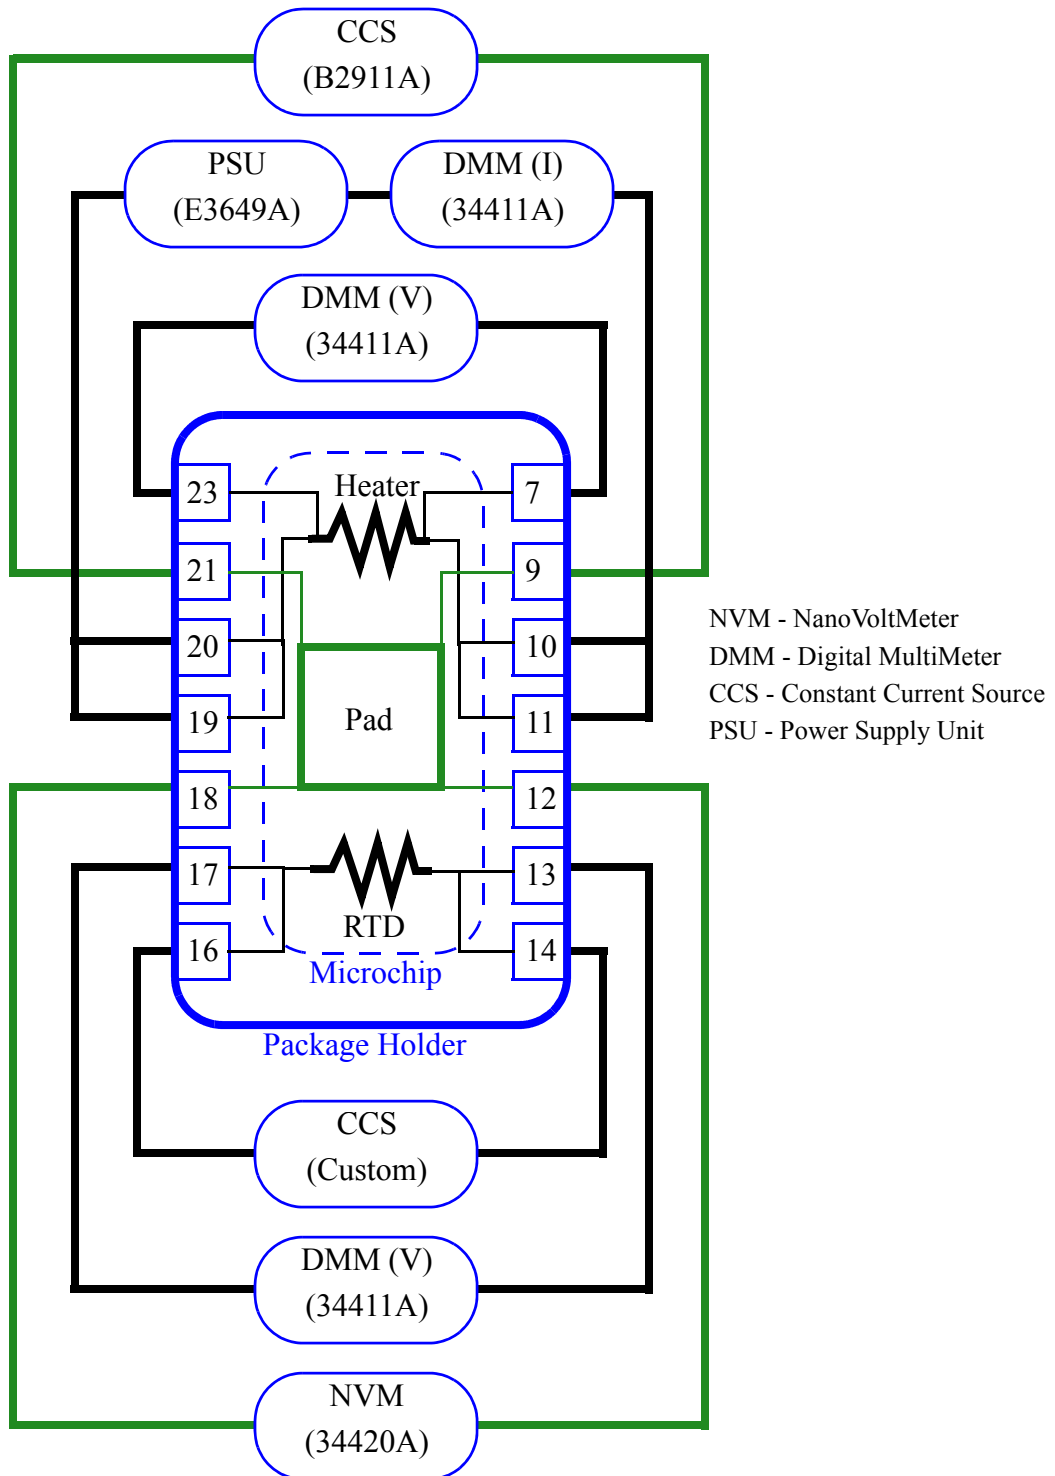 CCS
(B2911A)
PSU
(E3649A)
DMM (I)
(34411A)
DMM (V)
(34411A)
23
Heater
7
21
9
20
10
19
Pad
11
18
12
17
13
RTD
16
14
Microchip
Package Holder
NVM - NanoVoltMeter
DMM - Digital MultiMeter
CCS - Constant Current Source
PSU - Power Supply Unit
CCS
(Custom)
DMM (V)
(34411A)
NVM
(34420A)